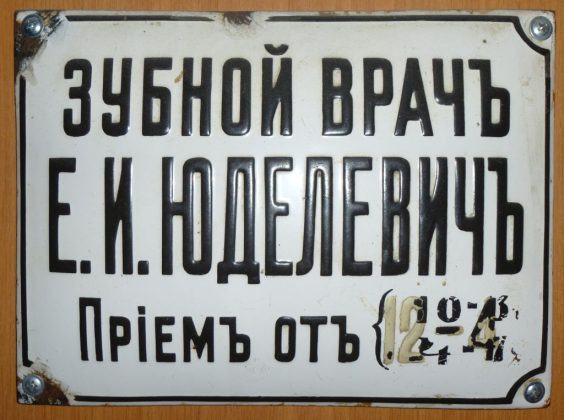 ЗУБНОЙ ВРАЧЪ
Е. И. ЮДЕЛЕВИЧЪ
Пріемъ отъ